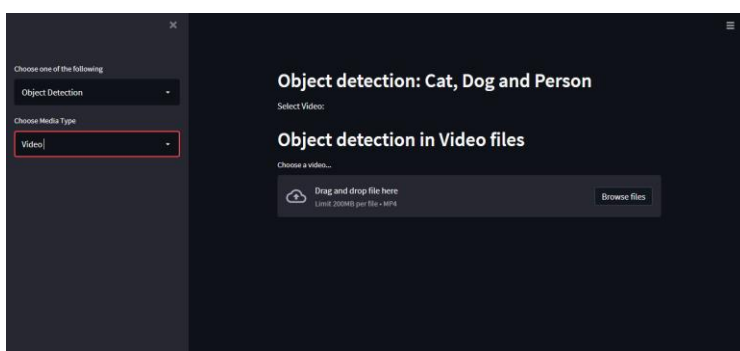 Choose one of the following
Object Detection
Choose Media Type
Video
Object detection: Cat, Dog and Person
Select Video:
Object detection in Video files
Choose a video...
Drag and drop file here
Limit 200MB per file • MP4
Browse files